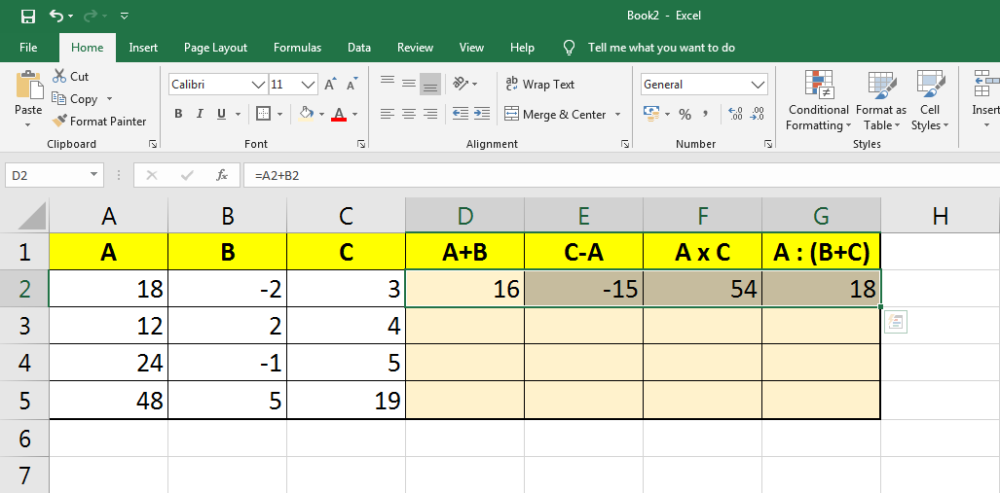 Book2 - Excel
File Home Insert Page Layout Formulas Data Review View Help Tell me what you want to do
Paste
Cut
Copy
Format Painter
Clipboard
Calibri 11 A A
B I U A
Font
ab Wrap Text
Merge & Center
Alignment
General
% ,
Number
Conditional Formatting
Format as Table
Cell Styles
Styles
Insert
D2 fx =A2+B2
A B C D E F G H
1 A B C A+B C-A A x C A : (B+C)
2 18 -2 3 16 -15 54 18
3 12 2 4
4 24 -1 5
5 48 5 19
6
7